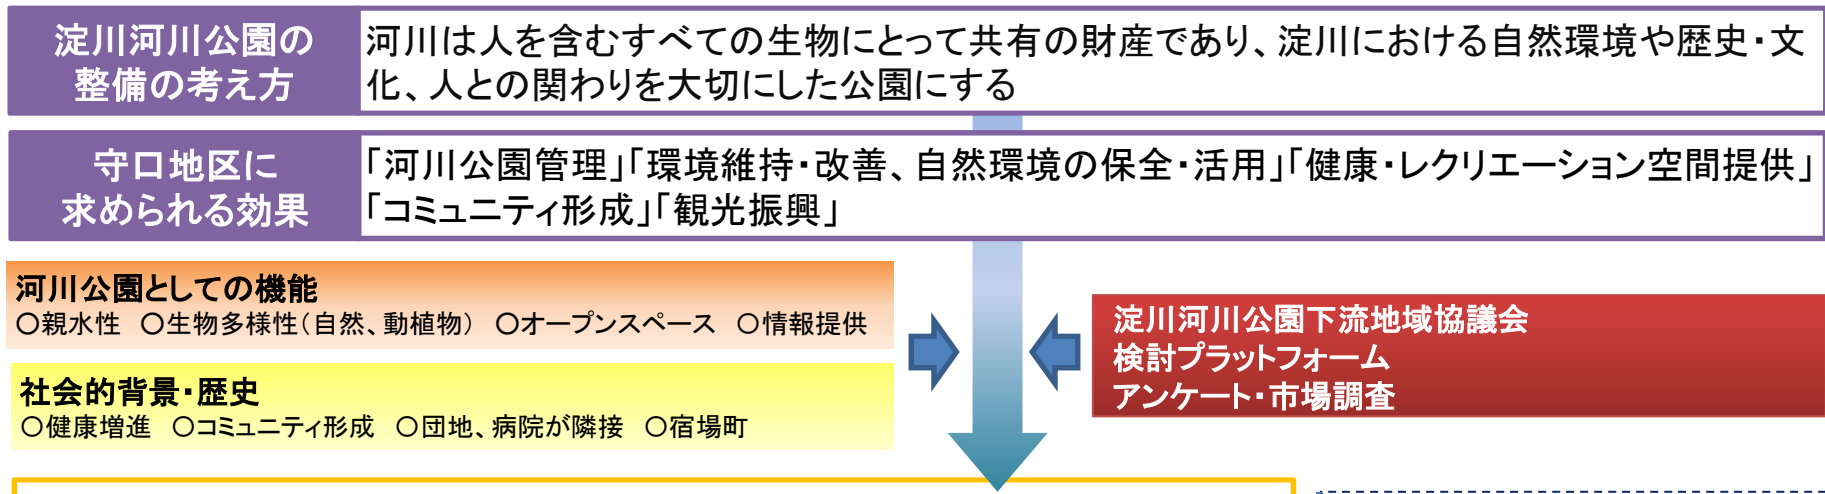 淀川河川公園の
整備の考え方
河川は人を含むすべての生物にとって共有の財産であり、淀川における自然環境や歴史・文
化、人との関わりを大切にした公園にする
守口地区に
求められる効果
「河川公園管理」「環境維持・改善、自然環境の保全・活用」「健康・レクリエーション空間提供」
「コミュニティ形成」「観光振興」
河川公園としての機能
○親水性 ○生物多様性(自然、動植物) ○オープンスペース ○情報提供
社会的背景・歴史
○健康増進 ○コミュニティ形成 ○団地、病院が隣接 ○宿場町
淀川河川公園下流地域協議会
検討プラットフォーム
アンケート・市場調査